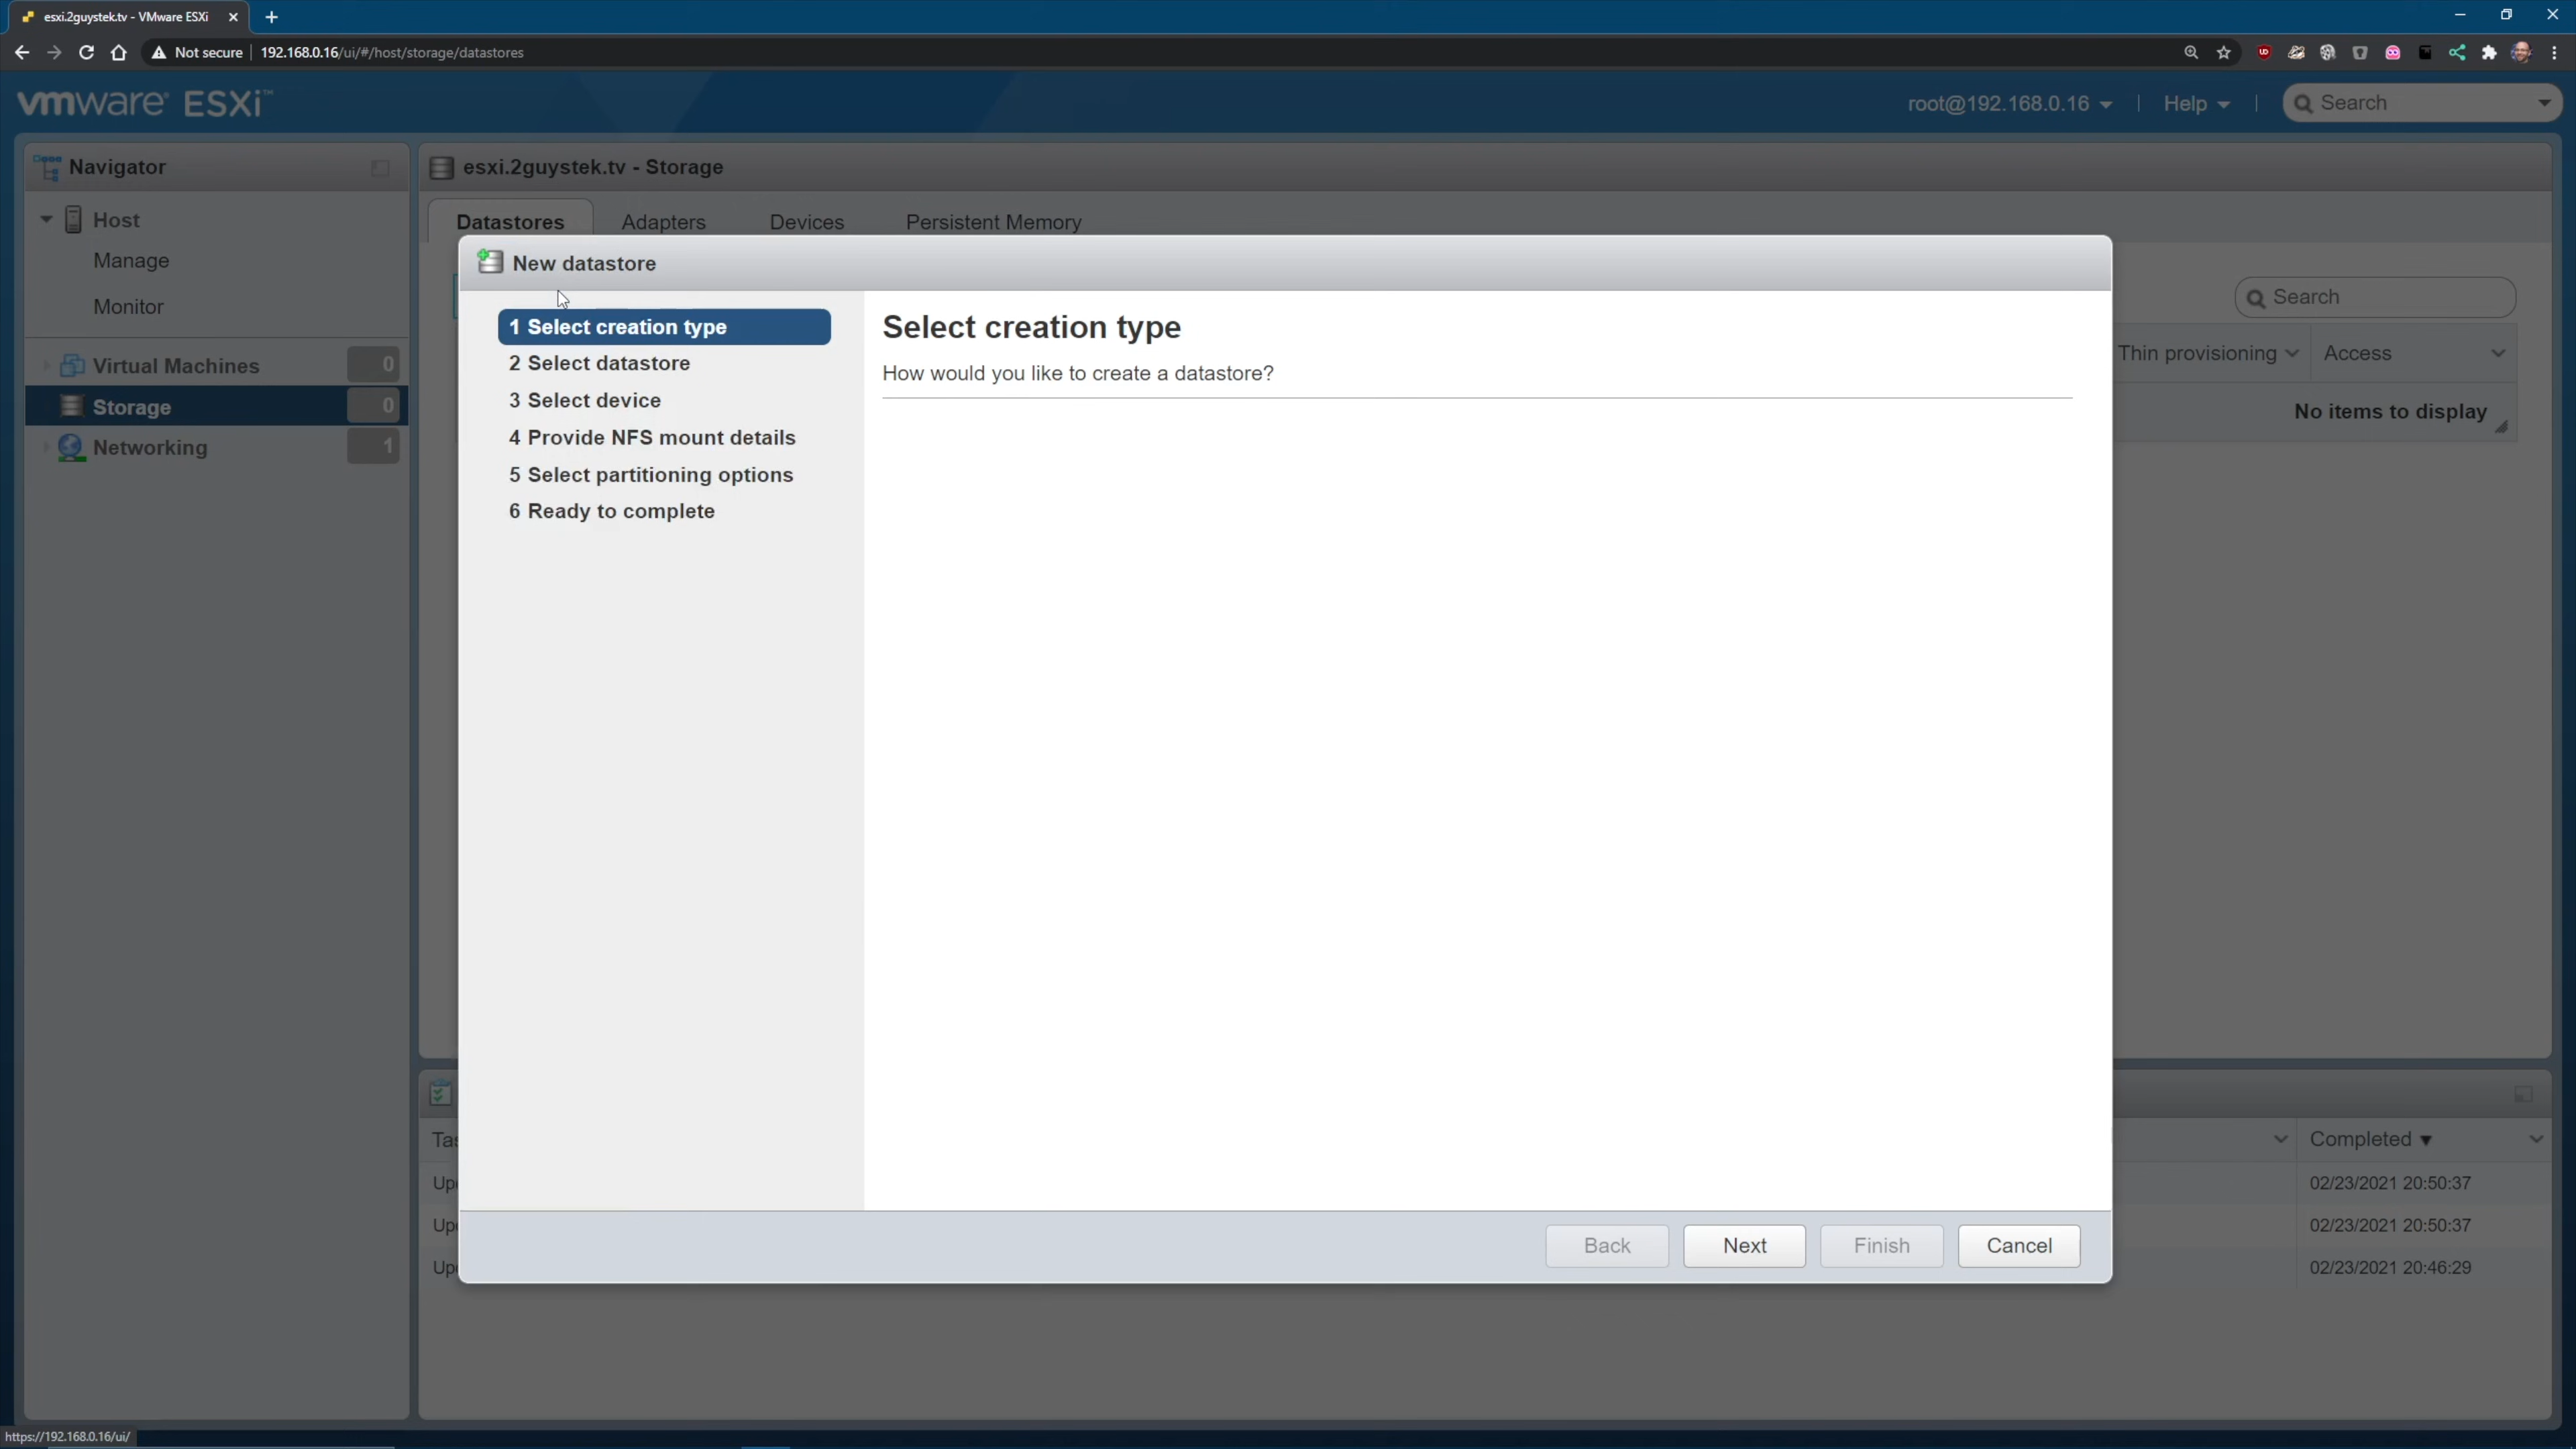 esxi.2guystek.tv - VMware ESXi
Not secure
192.168.0.16/ui/#/host/storage/datastores
vmware® ESXi™
root@192.168.0.16
Help
Search
Navigator
esxi.2guystek.tv - Storage
Host
Manage
Monitor
Virtual Machines 0
Storage 0
Networking 1
Datastores
Adapters
Devices
Persistent Memory
New datastore
1 Select creation type
2 Select datastore
3 Select device
4 Provide NFS mount details
5 Select partitioning options
6 Ready to complete
Select creation type
How would you like to create a datastore?
Search
Thin provisioning
Access
No items to display
Back
Next
Finish
Cancel
Completed ▼
02/23/2021 20:50:37
02/23/2021 20:50:37
02/23/2021 20:46:29
https://192.168.0.16/ui/